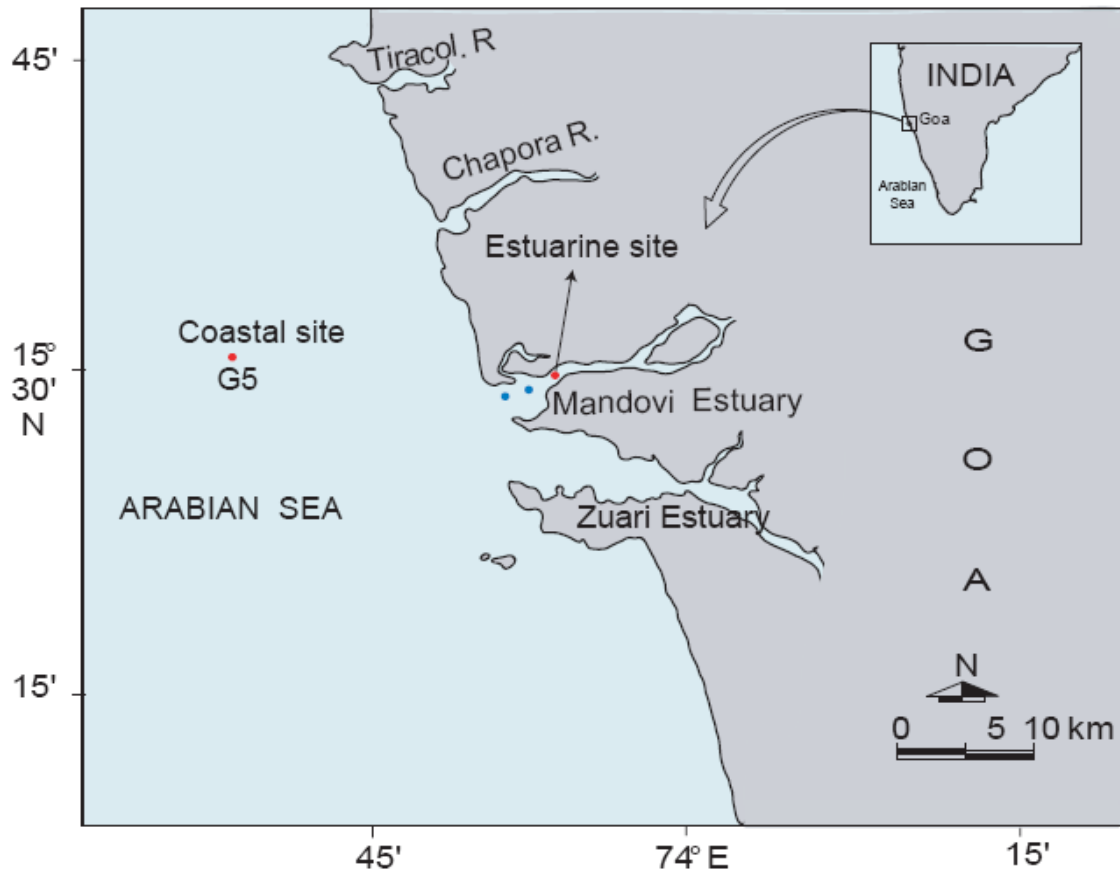 45'
Tiracol. R
INDIA
Goa
Arabian
Sea
Chapora R.
Estuarine site
Coastal site
G5
15°
30'
N
Mandovi Estuary
G
O
A
ARABIAN SEA
Zuari Estuary
15'
N
0 5 10 km
45'
74° E
15'